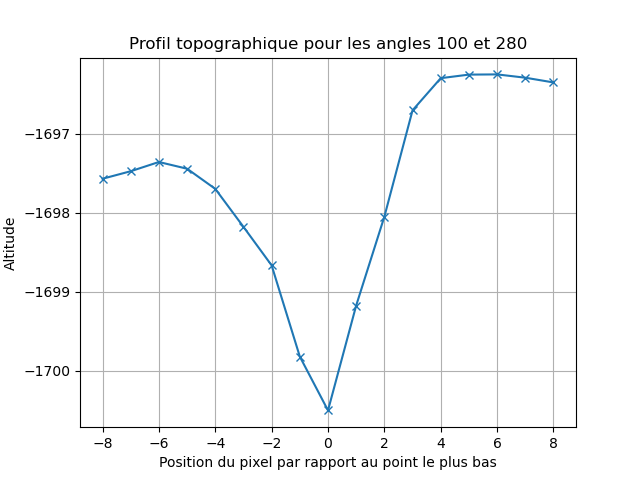 Profil topographique pour les angles 100 et 280
Altitude
−1697
−1698
−1699
−1700
−8 −6 −4 −2 0 2 4 6 8
Position du pixel par rapport au point le plus bas